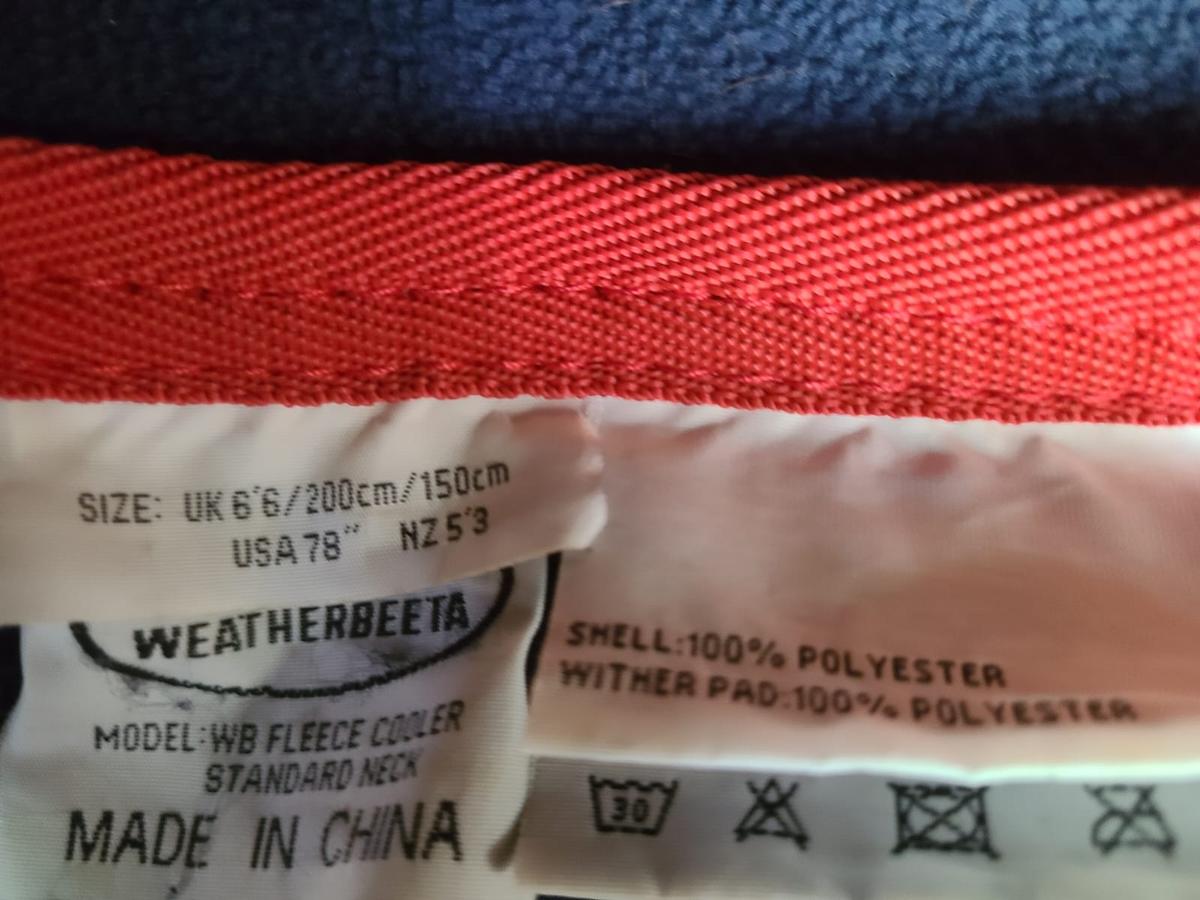 SIZE: UK 6'6/200cm/150cm
USA 78" NZ 5'3
WEATHERBEETA
MODEL:WB FLEECE COOLER
STANDARD NECK
MADE IN CHINA
SHELL:100% POLYESTER
WITHER PAD:100% POLYESTER
30